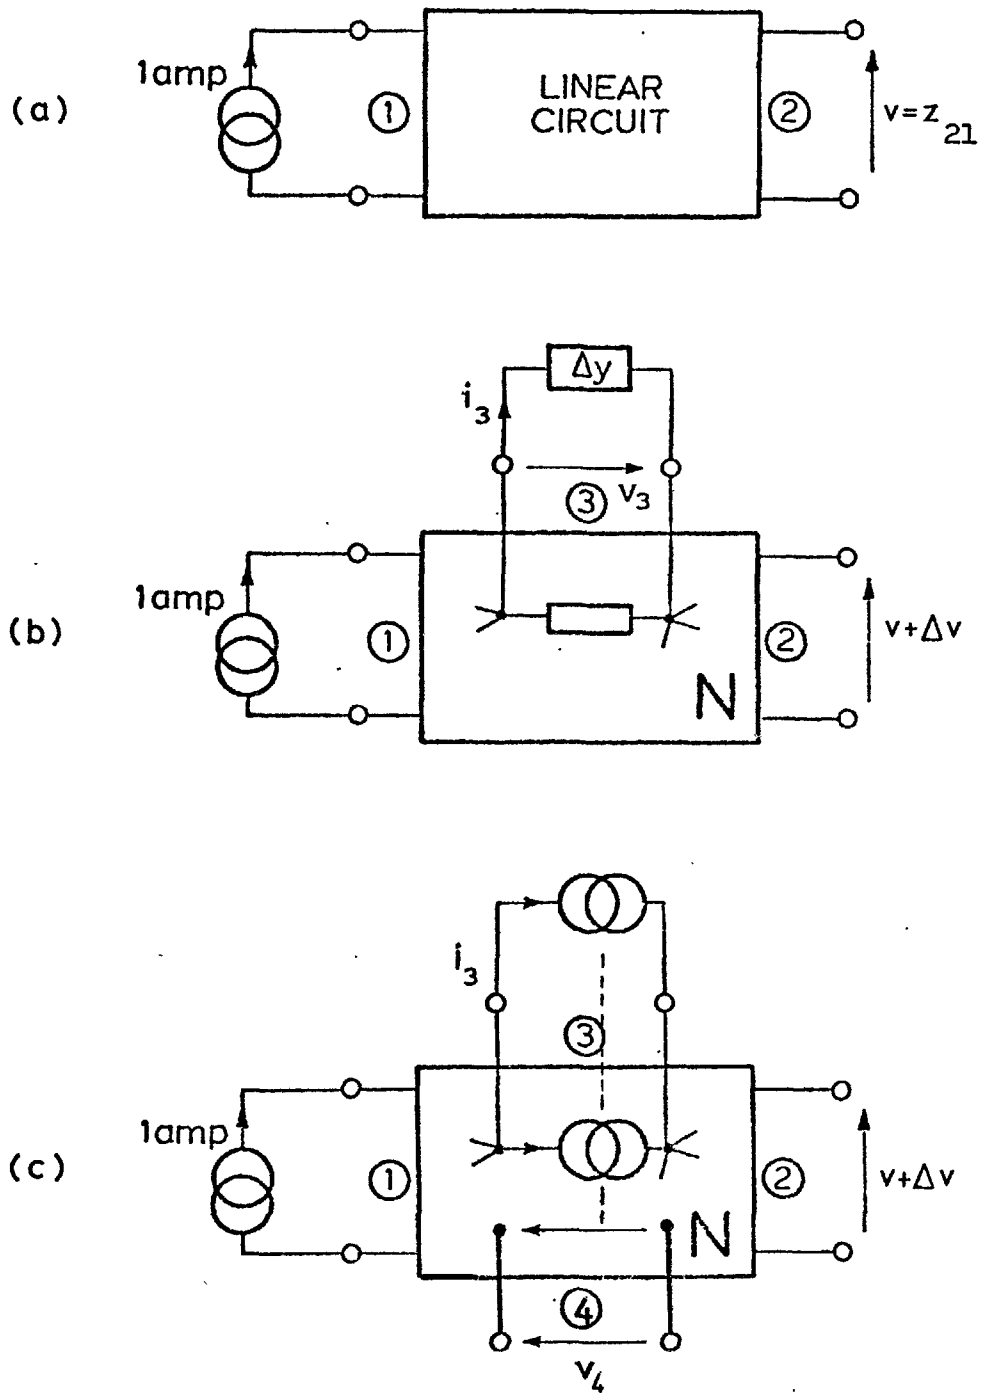 (a)
1amp
①
LINEAR
CIRCUIT
②
v=z21
(b)
Δy
i3
③
v3
1amp
①
N
②
v+Δv
(c)
i3
③
1amp
①
N
②
v+Δv
④
v4